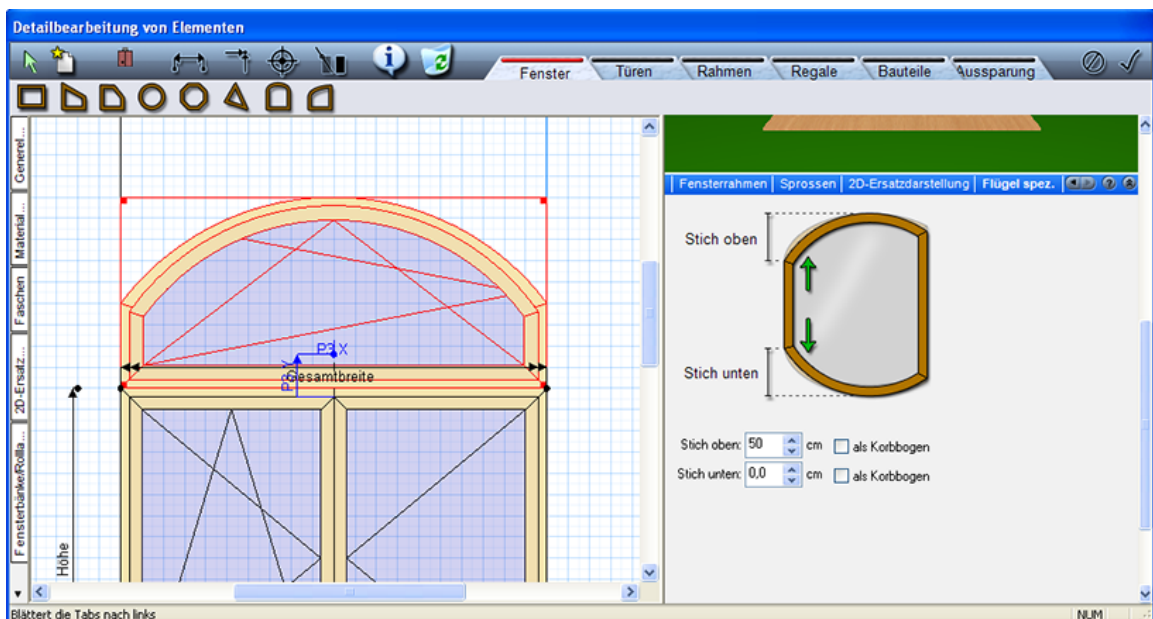 Detailbearbeitung von Elementen
Fenster Türen Rahmen Regale Bauteile Aussparung
Generel...
Material...
Faschen
2D-Ersatz...
Fensterbänke/Rolla...
P3.X
P3.Y
Gesamtbreite
Höhe
Fensterrahmen Sprossen 2D-Ersatzdarstellung Flügel spez.
Stich oben
Stich unten
Stich oben: 50 cm als Korbbogen
Stich unten: 0,0 cm als Korbbogen
Blättert die Tabs nach links
NUM